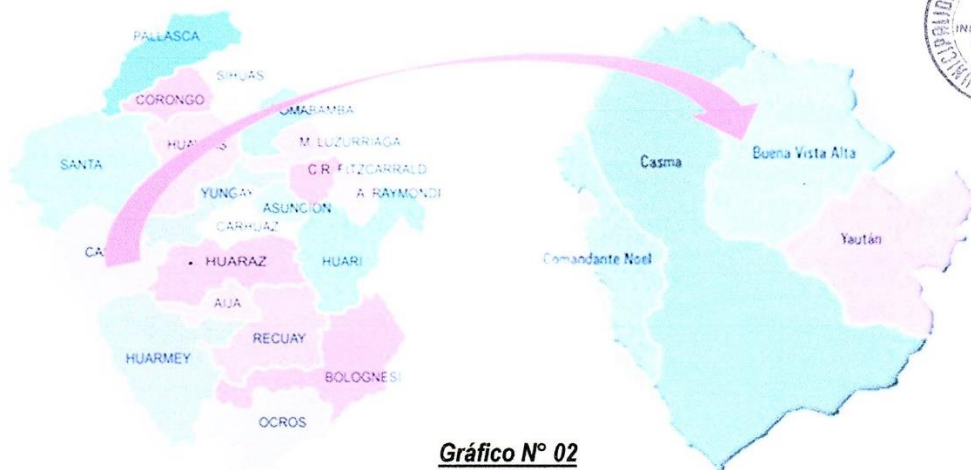 PALLASCA
SIHUAS
CORONGO
OMABAMBA
M. LUZURRIAGA
SANTA
C.R. FITZCARRALD
YUNGAY
A. RAYMONDI
ASUNCION
CARHUAZ
HUARAZ
HUARI
AIJA
RECUAY
HUARMEY
BOLOGNESI
OCROS
Casma
Buena Vista Alta
Yaután
Comandante Noel
Gráfico N° 02